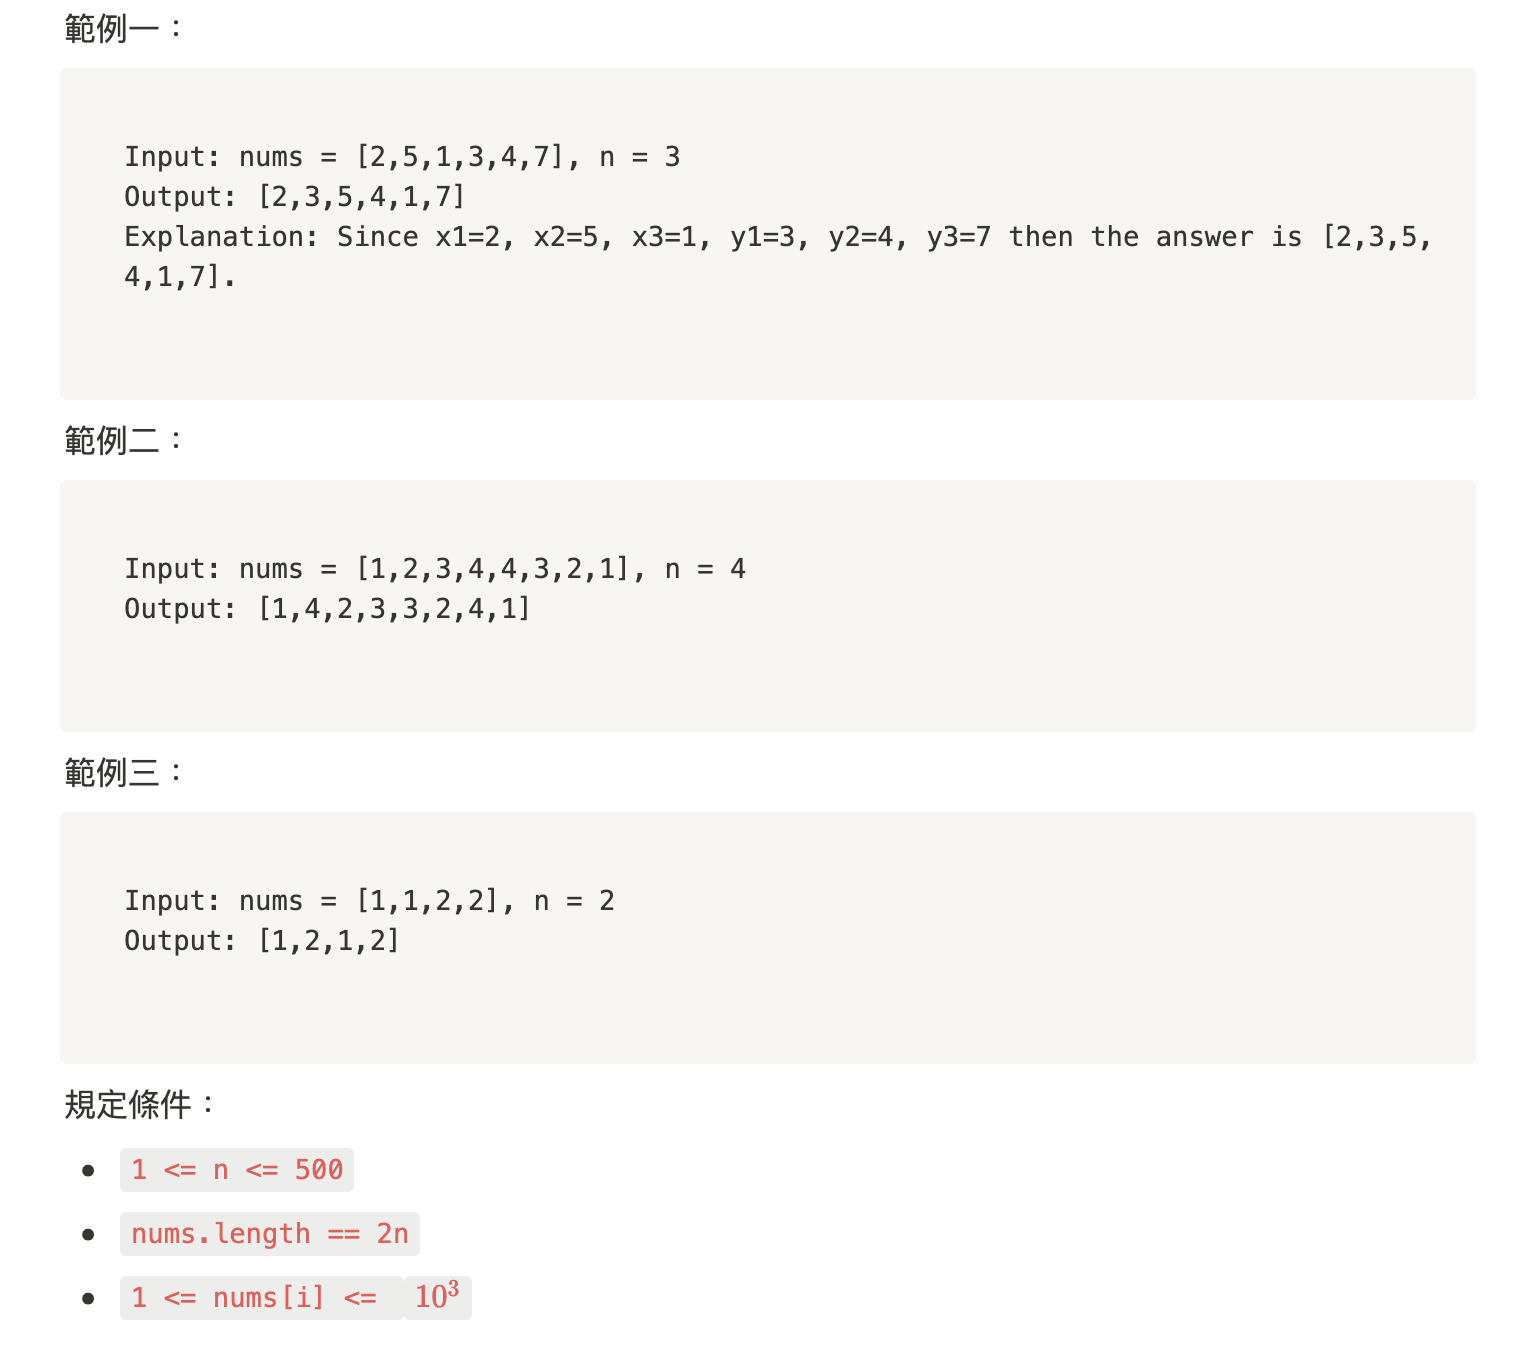 範例一：
Input: nums = [2,5,1,3,4,7], n = 3
Output: [2,3,5,4,1,7]
Explanation: Since x1=2, x2=5, x3=1, y1=3, y2=4, y3=7 then the answer is [2,3,5,
4,1,7].
範例二：
Input: nums = [1,2,3,4,4,3,2,1], n = 4
Output: [1,4,2,3,3,2,4,1]
範例三：
Input: nums = [1,1,2,2], n = 2
Output: [1,2,1,2]
規定條件：
• 1 <= n <= 500
• nums.length == 2n
• 1 <= nums[i] <= 10³